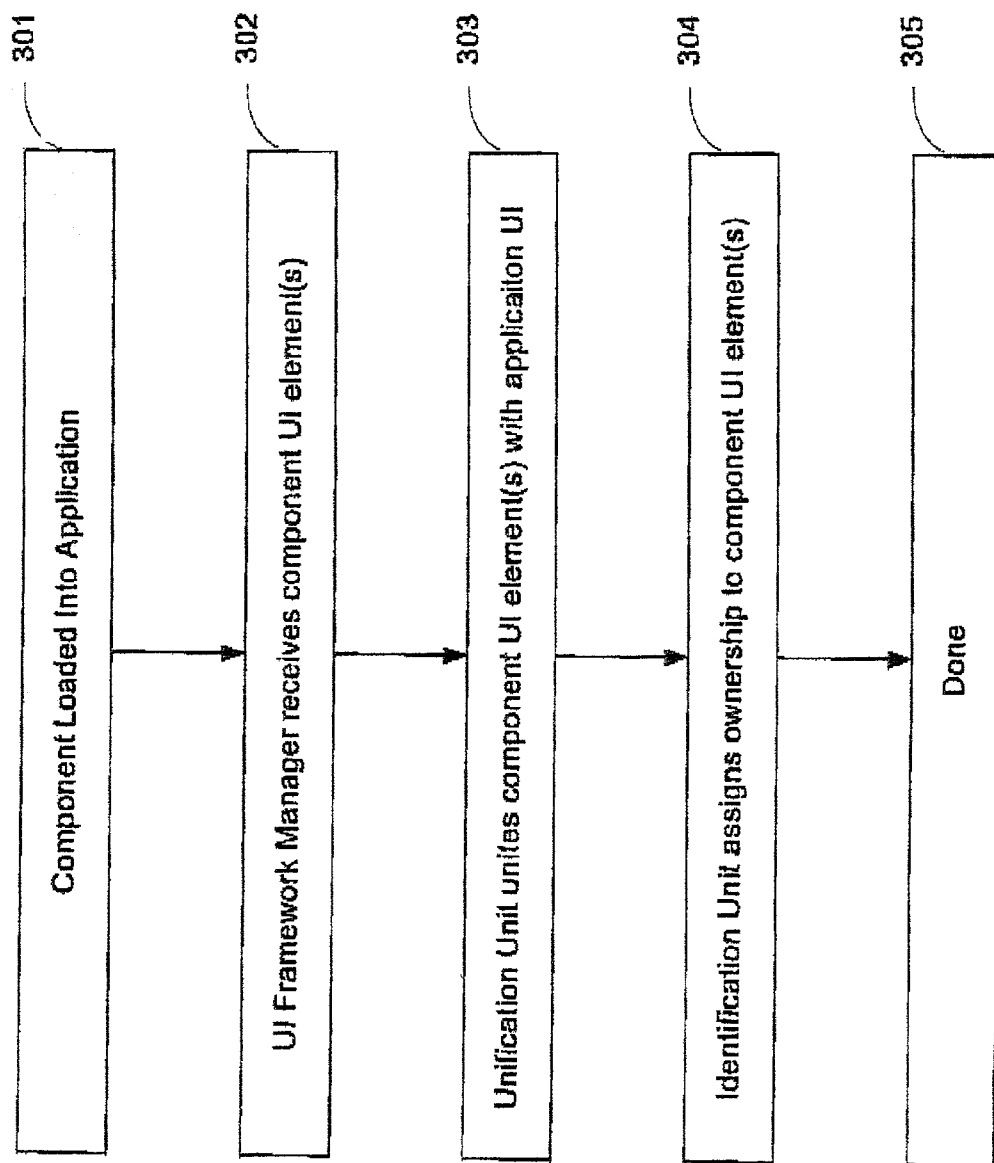 301
Component Loaded Into Application
302
UI Framework Manager receives component UI element(s)
303
Unification Unit unites component UI element(s) with applicaiton UI
304
Identification Unit assigns ownership to component UI element(s)
305
Done